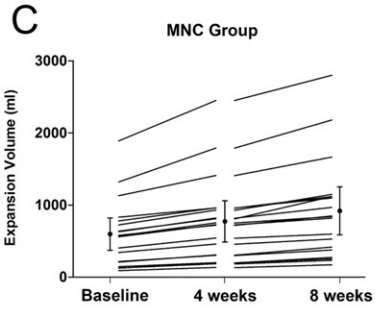 C
MNC Group
Expansion Volume (ml)
3000
2000
1000
0
Baseline 4 weeks 8 weeks